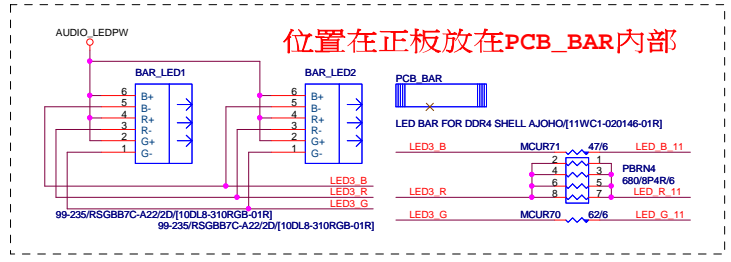 AUDIO_LEDPW
位置在正板放在PCB_BAR内部
BAR_LED1
6 B+
5 B-
4 R+
3 R-
2 G+
1 G-
BAR_LED2
6 B+
5 B-
4 R+
3 R-
2 G+
1 G-
PCB_BAR
LED BAR FOR DDR4 SHELL AJOHO/[11WC1-020146-01R]
LED3_B MCUR71 47/6 LED_B_11
2 1
4 3
6 5
8 7
PBRN4
680/8P4R/6
LED3_R LED_R_11
LED3_G MCUR70 62/6 LED_G_11
LED3_B
LED3_R
LED3_G
99-235/RSGBB7C-A22/2D/[10DL8-310RGB-01R]
99-235/RSGBB7C-A22/2D/[10DL8-310RGB-01R]